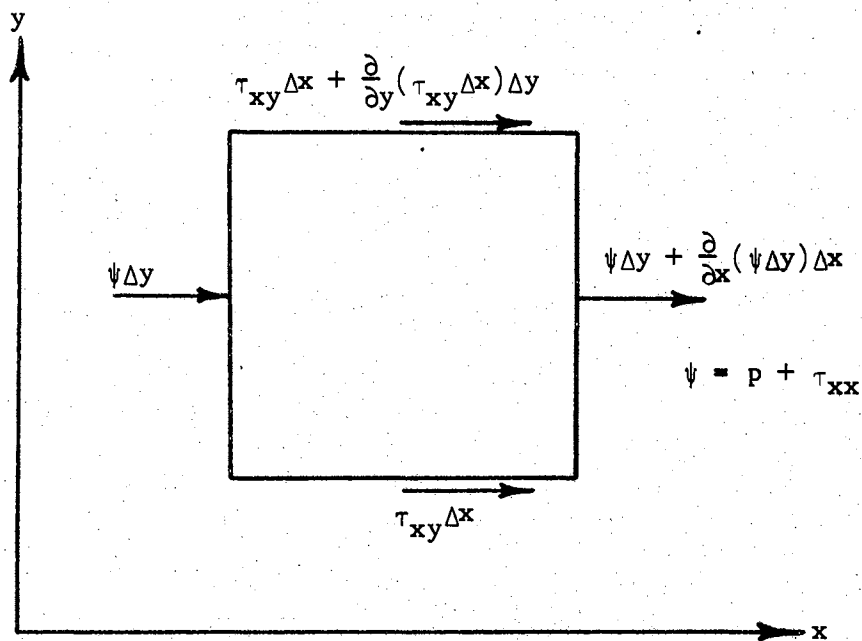 y
τxyΔx + ∂/∂y(τxyΔx)Δy
ψΔy
ψΔy + ∂/∂x(ψΔy)Δx
ψ = p + τxx
τxyΔx
x